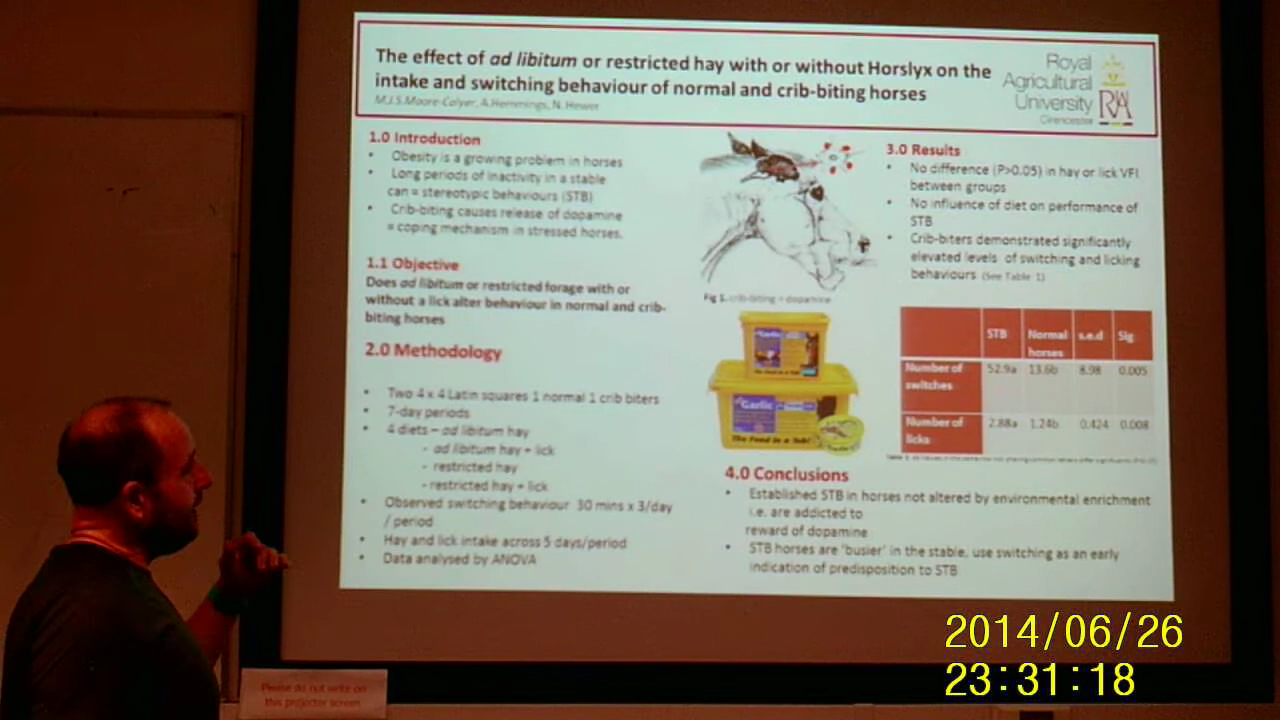 The effect of ad libitum or restricted hay with or without Horslyx on the
intake and switching behaviour of normal and crib-biting horses
M.J.S.Moore-Colyer, A.Hemmings, N. Hewer
Royal
Agricultural
University
Cirencester
RAU
1.0 Introduction
• Obesity is a growing problem in horses
• Long periods of inactivity in a stable
can = stereotypic behaviours (STB)
• Crib-biting causes release of dopamine
= coping mechanism in stressed horses.
1.1 Objective
Does ad libitum or restricted forage with or
without a lick alter behaviour in normal and crib-
biting horses
2.0 Methodology
• Two 4 x 4 Latin squares 1 normal 1 crib biters
• 7-day periods
• 4 diets – ad libitum hay
- ad libitum hay + lick
- restricted hay
- restricted hay + lick
• Observed switching behaviour 30 mins x 3/day
/ period
• Hay and lick intake across 5 days/period
• Data analysed by ANOVA
Fig 1. crib-biting = dopamine
Garlic
Garlic
The Feed in a Tub!
3.0 Results
• No difference (P>0.05) in hay or lick VFI
between groups
• No influence of diet on performance of
STB
• Crib-biters demonstrated significantly
elevated levels of switching and licking
behaviours (See Table 1)
STB Normal horses s.e.d Sig
Number of switches 52.9a 13.6b 8.98 0.005
Number of licks 2.88a 1.24b 0.424 0.008
4.0 Conclusions
• Established STB in horses not altered by environmental enrichment
i.e. are addicted to
reward of dopamine
• STB horses are 'busier' in the stable, use switching as an early
indication of predisposition to STB
Please do not write on
this projector screen
2014/06/26
23:31:18